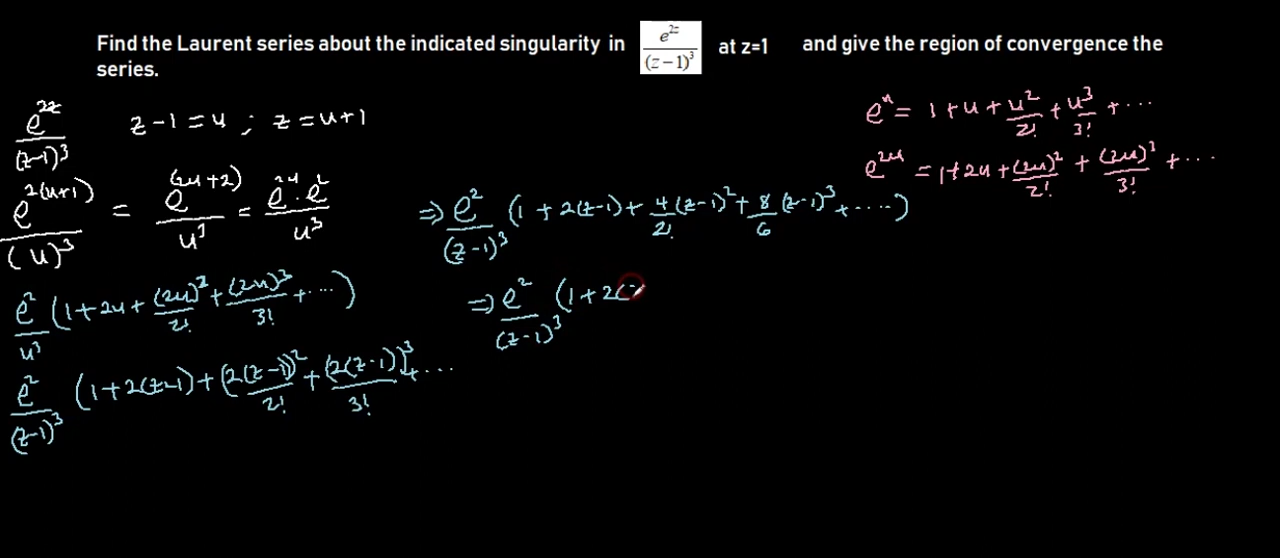 Find the Laurent series about the indicated singularity in e^{2z}/(z-1)^3 at z=1 and give the region of convergence the
series.
e^{2z}/(z-1)^3 z-1=u ; z=u+1
e^{2(u+1)}/(u)^3 = e^{(2u+2)}/u^3 = e^{2u}·e^2/u^3
e^2/u^3 (1+2u+(2u)^2/2!+(2u)^3/3!+...)
e^2/(z-1)^3 (1+2(z-1)+(2(z-1))^2/2!+(2(z-1))^3/3!+...
⇒ e^2/(z-1)^3 (1+2(z-1)+4/2!(z-1)^2+8/6(z-1)^3+....)
⇒ e^2/(z-1)^3 (1+2(z
e^u = 1+u+u^2/2!+u^3/3!+...
e^{2u} = 1+2u+(2u)^2/2!+(2u)^3/3!+...